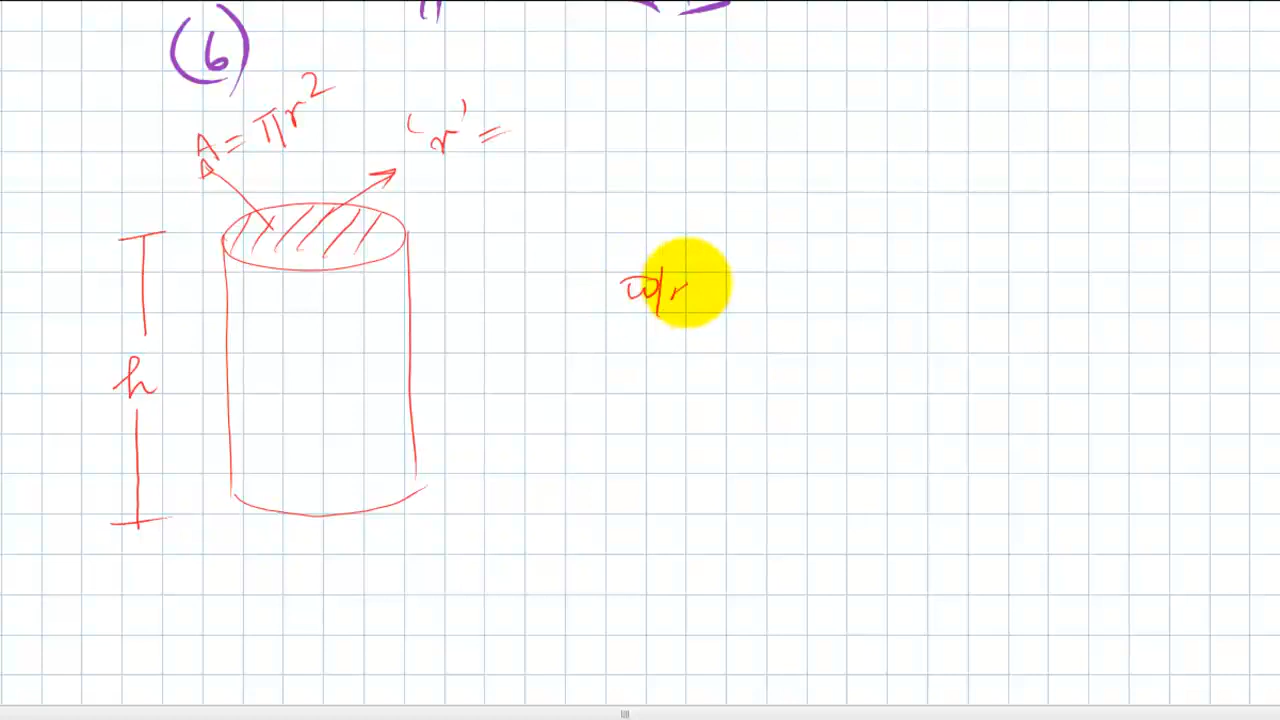 (6)
A = πr²
'r' =
h